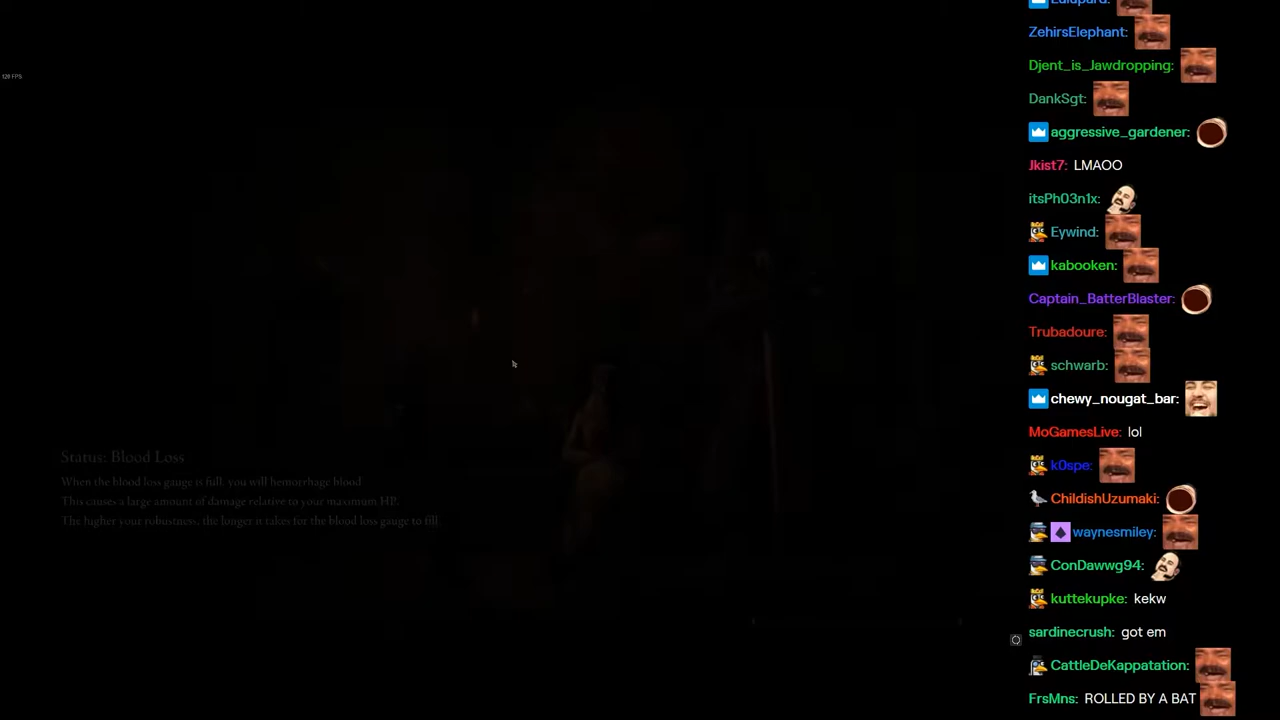 120 FPS
Status: Blood Loss
When the blood loss gauge is full, you will hemorrhage blood
This causes a large amount of damage relative to your maximum HP.
The higher your robustness, the longer it takes for the blood loss gauge to fill
ZehirsElephant:
Djent_is_Jawdropping:
DankSgt:
aggressive_gardener:
Jkist7: LMAOO
itsPh03n1x:
Eywind:
kabooken:
Captain_BatterBlaster:
Trubadoure:
schwarb:
chewy_nougat_bar:
MoGamesLive: lol
k0spe:
ChildishUzumaki:
waynesmiley:
ConDawwg94:
kuttekupke: kekw
sardinecrush: got em
CattleDeKappatation:
FrsMns: ROLLED BY A BAT